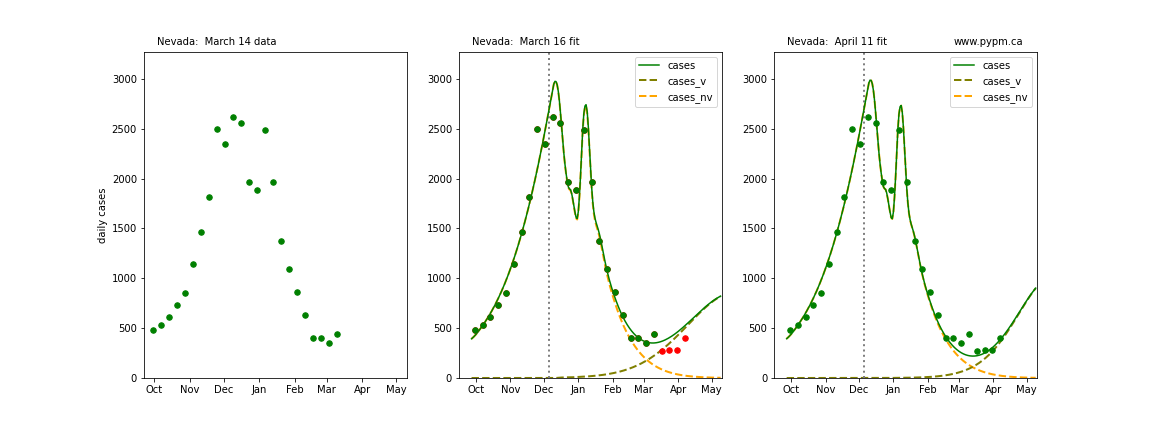 Nevada:  March 14 data
daily cases
3000
2500
2000
1500
1000
500
0
Oct Nov Dec Jan Feb Mar Apr May
Nevada:  March 16 fit
cases
cases_v
cases_nv
3000
2500
2000
1500
1000
500
0
Oct Nov Dec Jan Feb Mar Apr May
Nevada:  April 11 fit www.pypm.ca
cases
cases_v
cases_nv
3000
2500
2000
1500
1000
500
0
Oct Nov Dec Jan Feb Mar Apr May